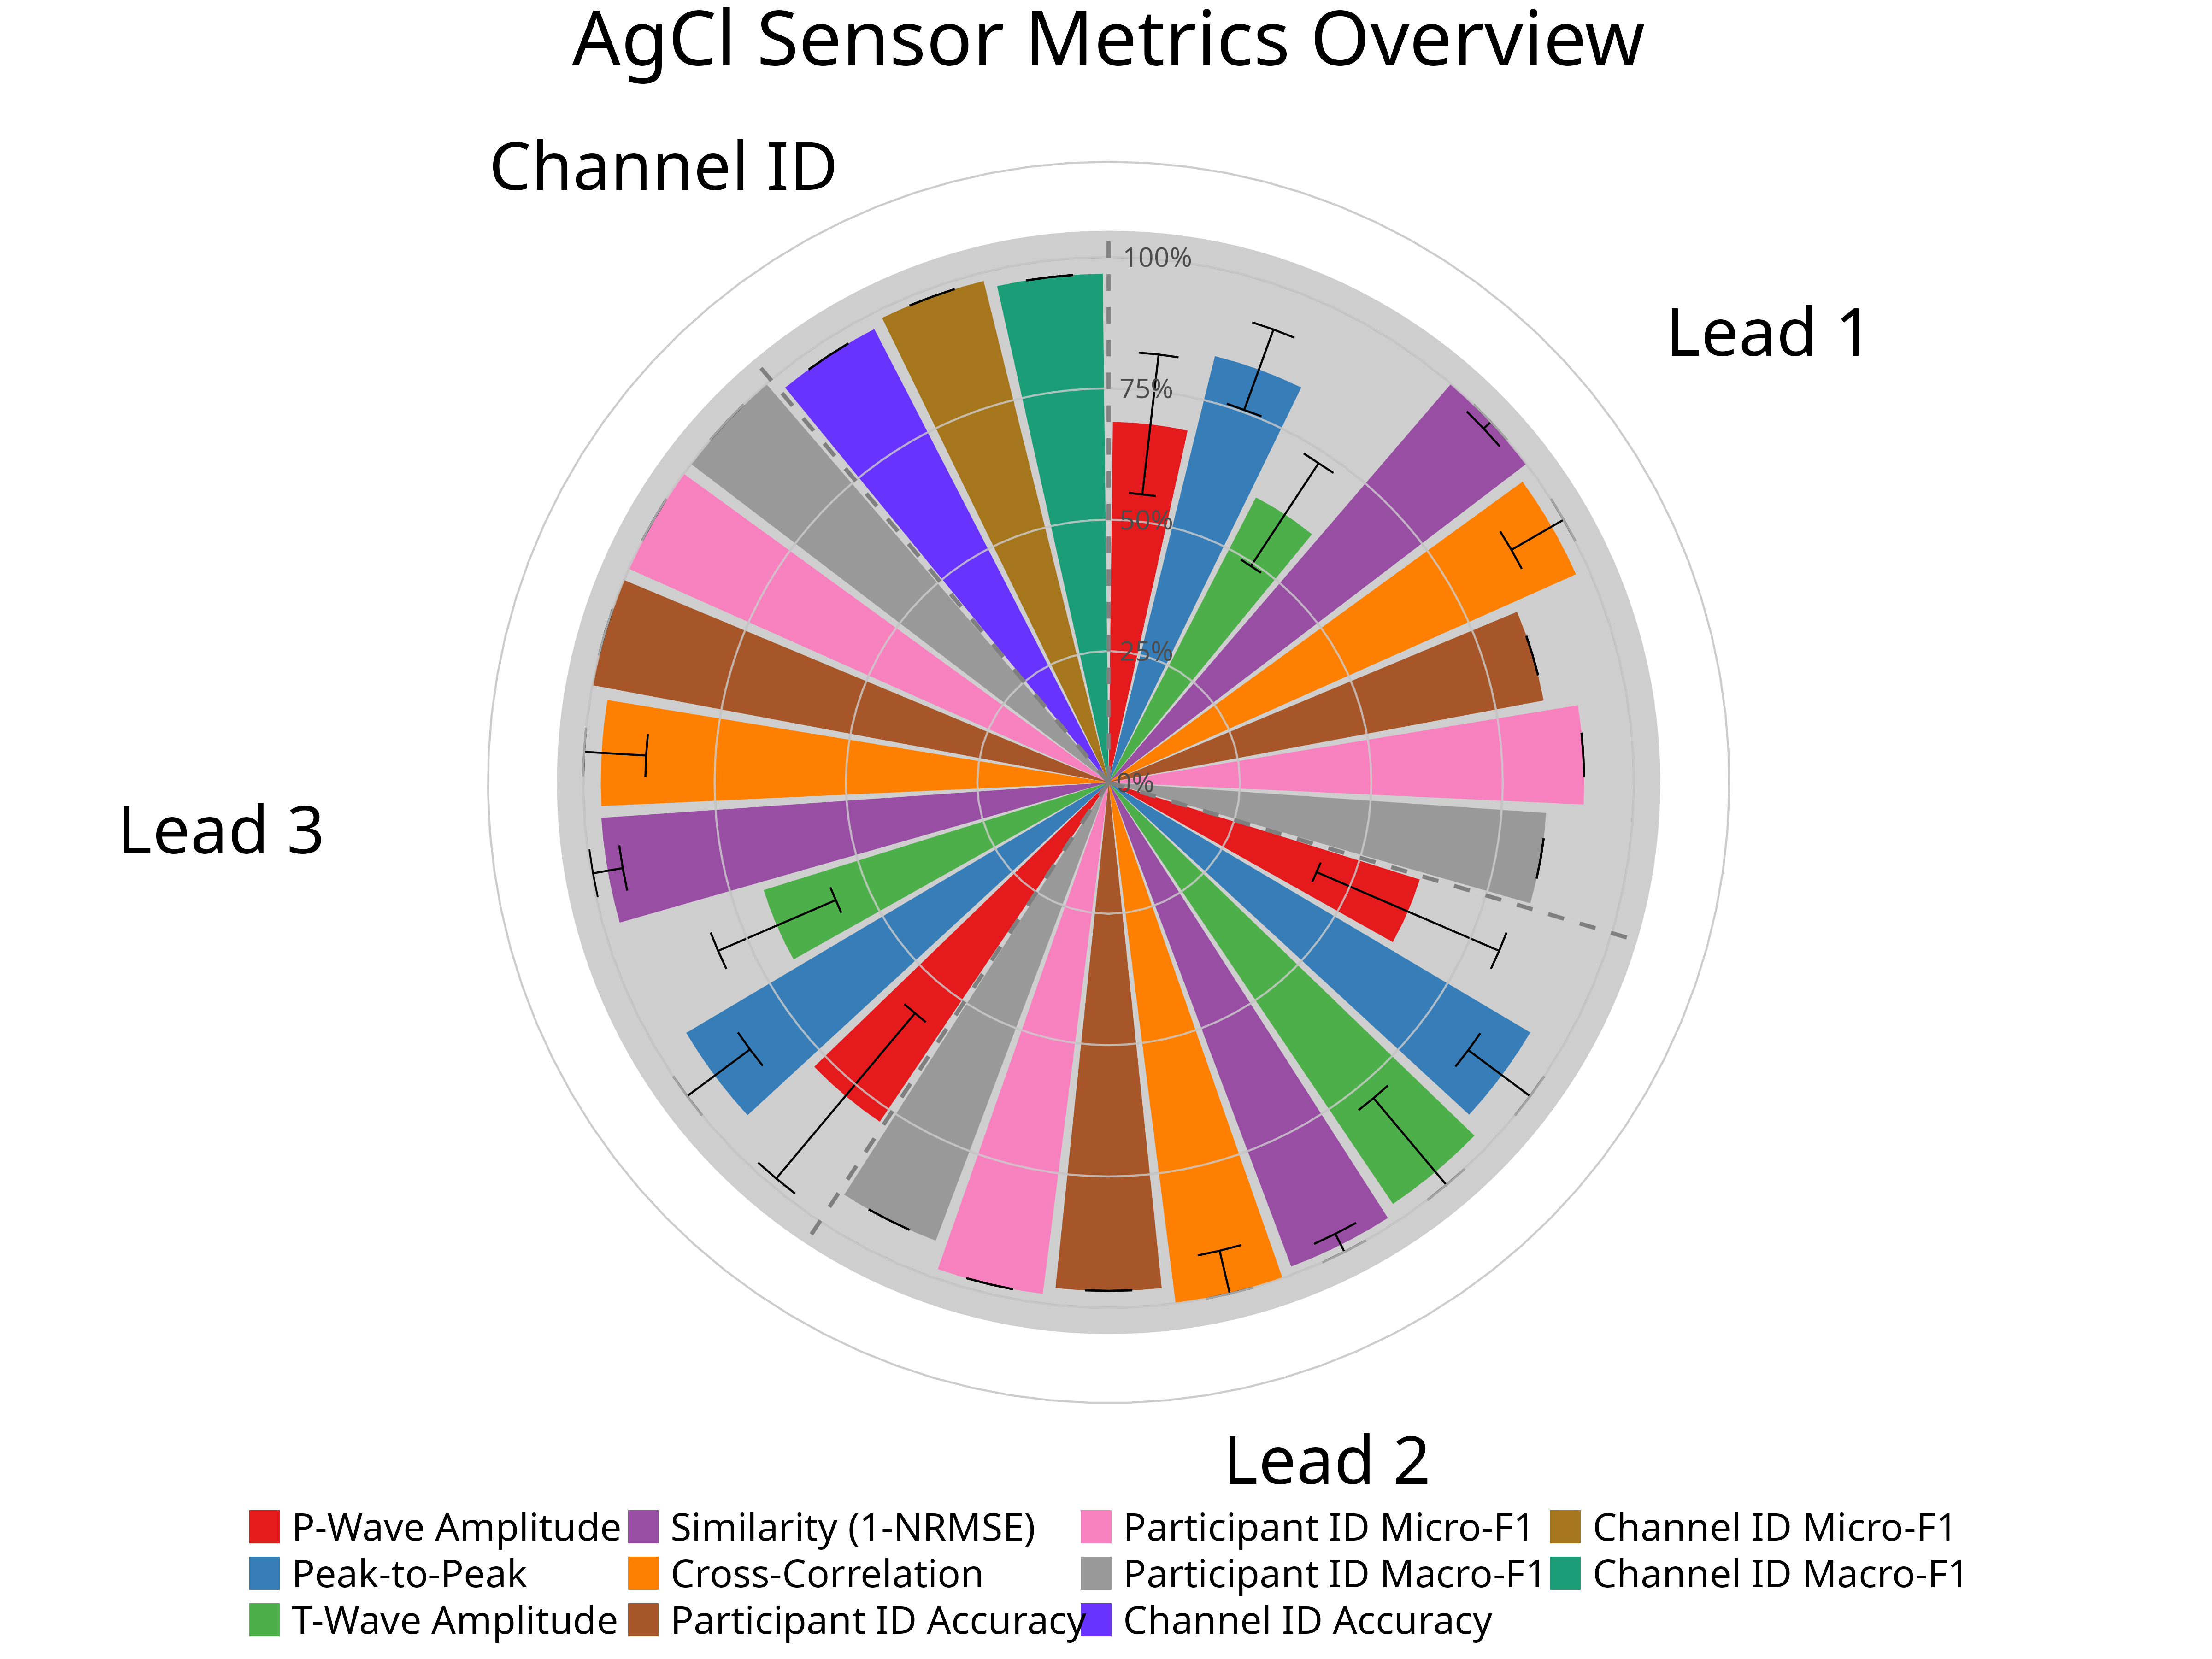 AgCl Sensor Metrics Overview
Channel ID
Lead 1
100%
75%
50%
25%
0%
Lead 3
Lead 2
P-Wave Amplitude
Peak-to-Peak
T-Wave Amplitude
Similarity (1-NRMSE)
Cross-Correlation
Participant ID Accuracy
Participant ID Micro-F1
Participant ID Macro-F1
Channel ID Accuracy
Channel ID Micro-F1
Channel ID Macro-F1